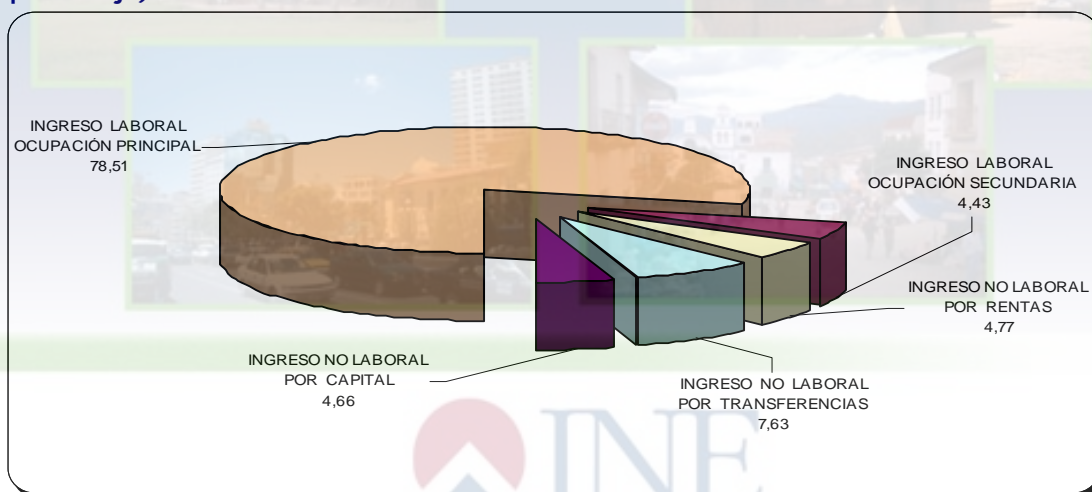 INGRESO LABORAL
OCUPACIÓN PRINCIPAL
78,51
INGRESO LABORAL
OCUPACIÓN SECUNDARIA
4,43
INGRESO NO LABORAL
POR RENTAS
4,77
INGRESO NO LABORAL
POR TRANSFERENCIAS
7,63
INGRESO NO LABORAL
POR CAPITAL
4,66
INE